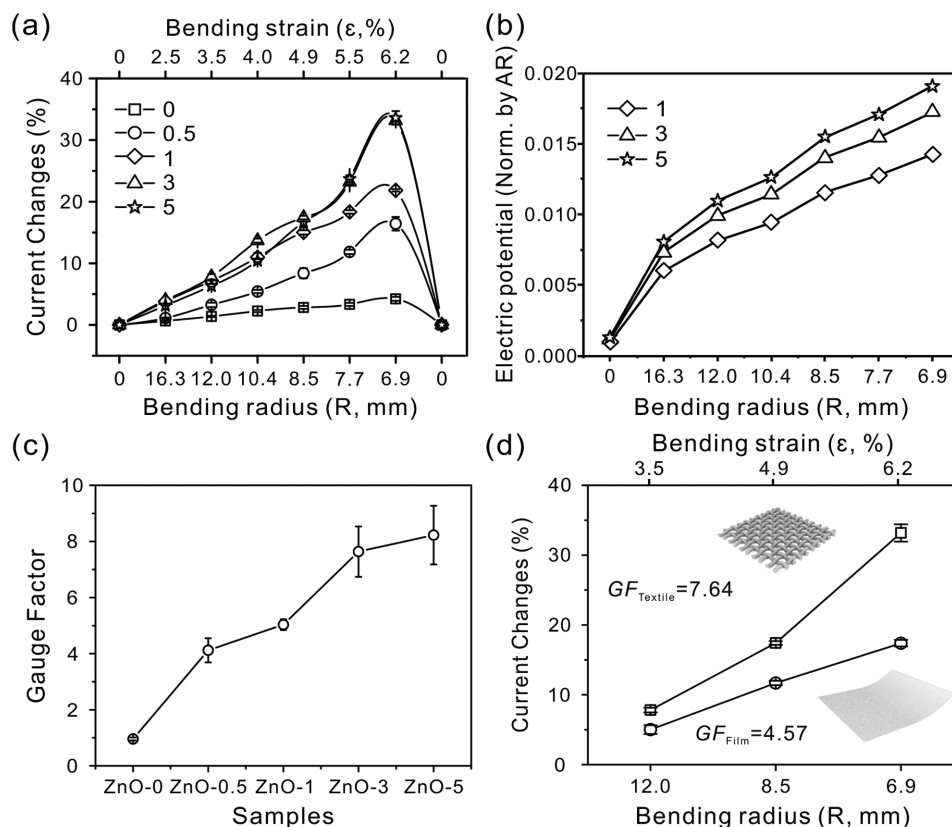 (a)
Bending strain (ε,%)
0 2.5 3.5 4.0 4.9 5.5 6.2 0
Current Changes (%)
40
30
20
10
0
0
0.5
1
3
5
0 16.3 12.0 10.4 8.5 7.7 6.9 0
Bending radius (R, mm)
(b)
Electric potential (Norm. by AR)
0.020
0.015
0.010
0.005
0.000
1
3
5
0 16.3 12.0 10.4 8.5 7.7 6.9
Bending radius (R, mm)
(c)
Gauge Factor
10
8
6
4
2
0
ZnO-0 ZnO-0.5 ZnO-1 ZnO-3 ZnO-5
Samples
(d)
Bending strain (ε, %)
3.5 4.9 6.2
Current Changes (%)
40
30
20
10
0
GF Textile=7.64
GF Film=4.57
12.0 8.5 6.9
Bending radius (R, mm)